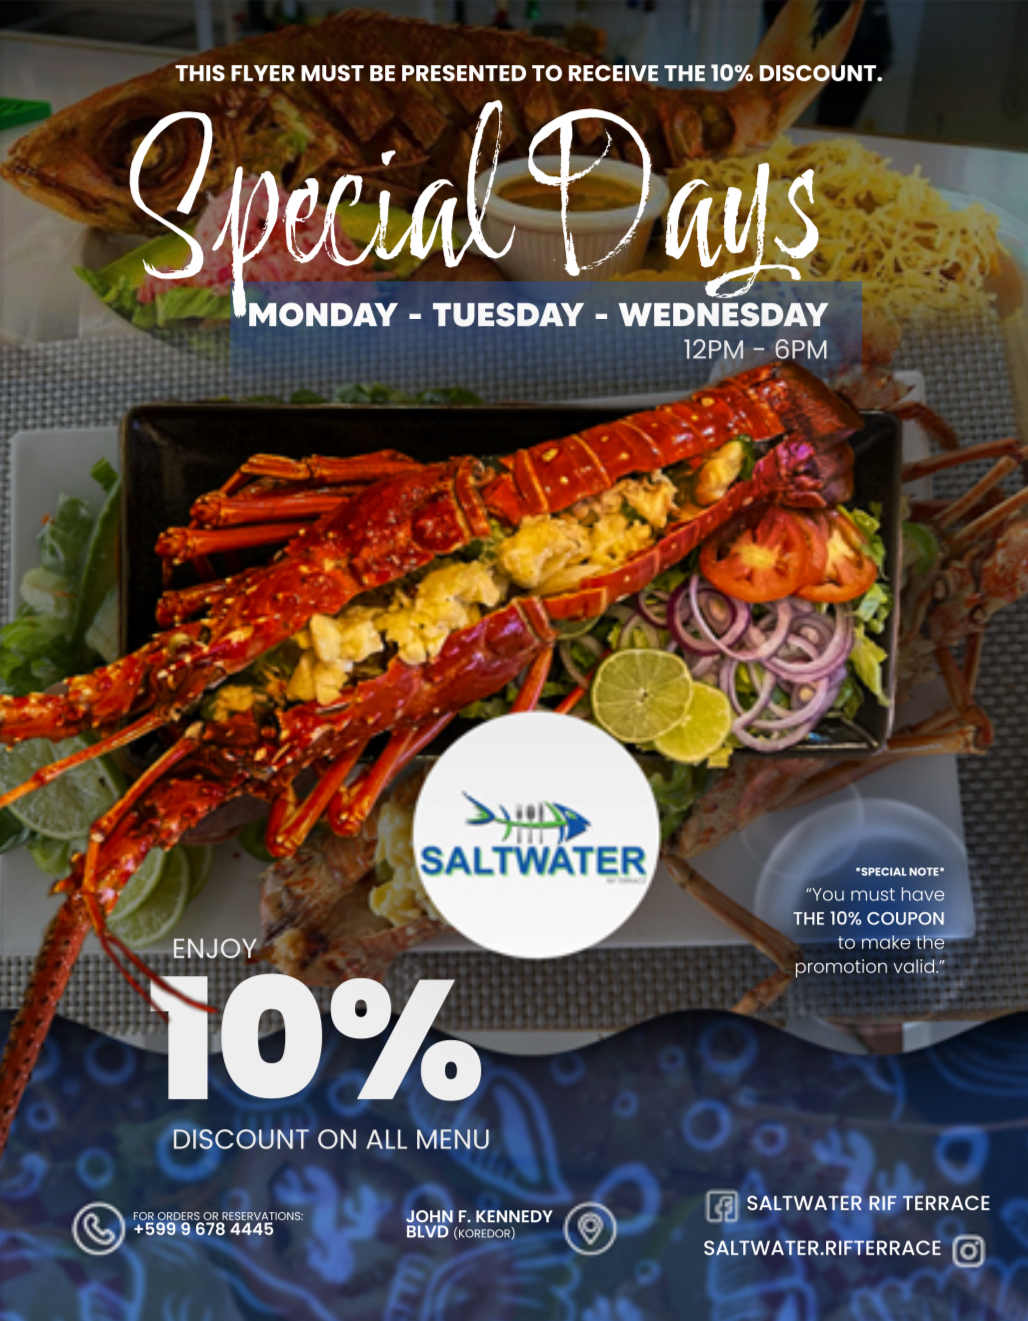 THIS FLYER MUST BE PRESENTED TO RECEIVE THE 10% DISCOUNT.
Special Days
MONDAY - TUESDAY - WEDNESDAY
12PM - 6PM
SALTWATER
*SPECIAL NOTE*
“You must have
THE 10% COUPON
to make the
promotion valid.”
ENJOY
10%
DISCOUNT ON ALL MENU
FOR ORDERS OR RESERVATIONS:
+599 9 678 4445
JOHN F. KENNEDY
BLVD (KOREDOR)
SALTWATER RIF TERRACE
SALTWATER.RIFTERRACE